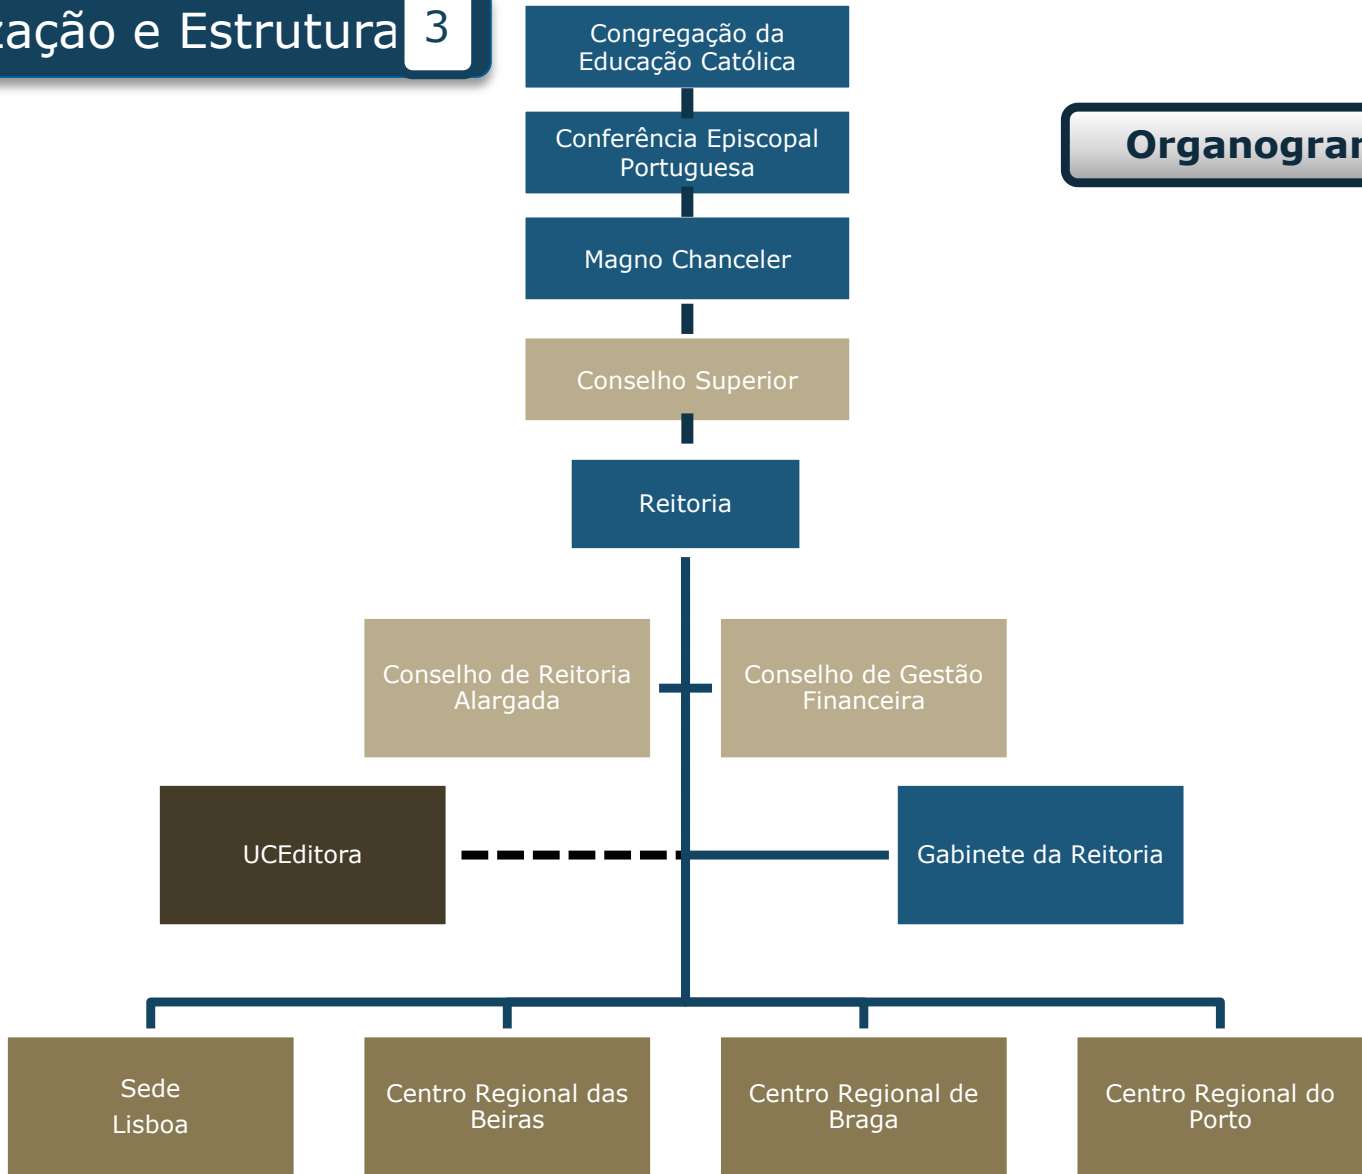 e Estrutura
3
Congregação da
Educação Católica
Conferência Episcopal
Portuguesa
Magno Chanceler
Conselho Superior
Reitoria
Conselho de Reitoria
Alargada
Conselho de Gestão
Financeira
UCEditora
Gabinete da Reitoria
Sede
Lisboa
Centro Regional das
Beiras
Centro Regional de
Braga
Centro Regional do
Porto